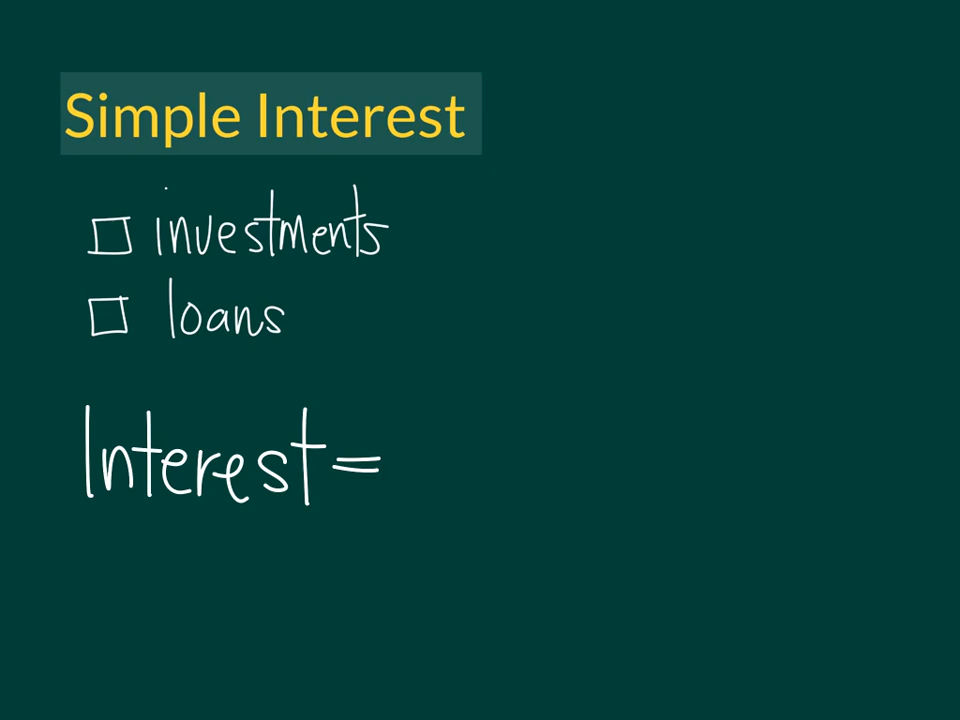 Simple Interest
□ investments
□ loans
Interest =